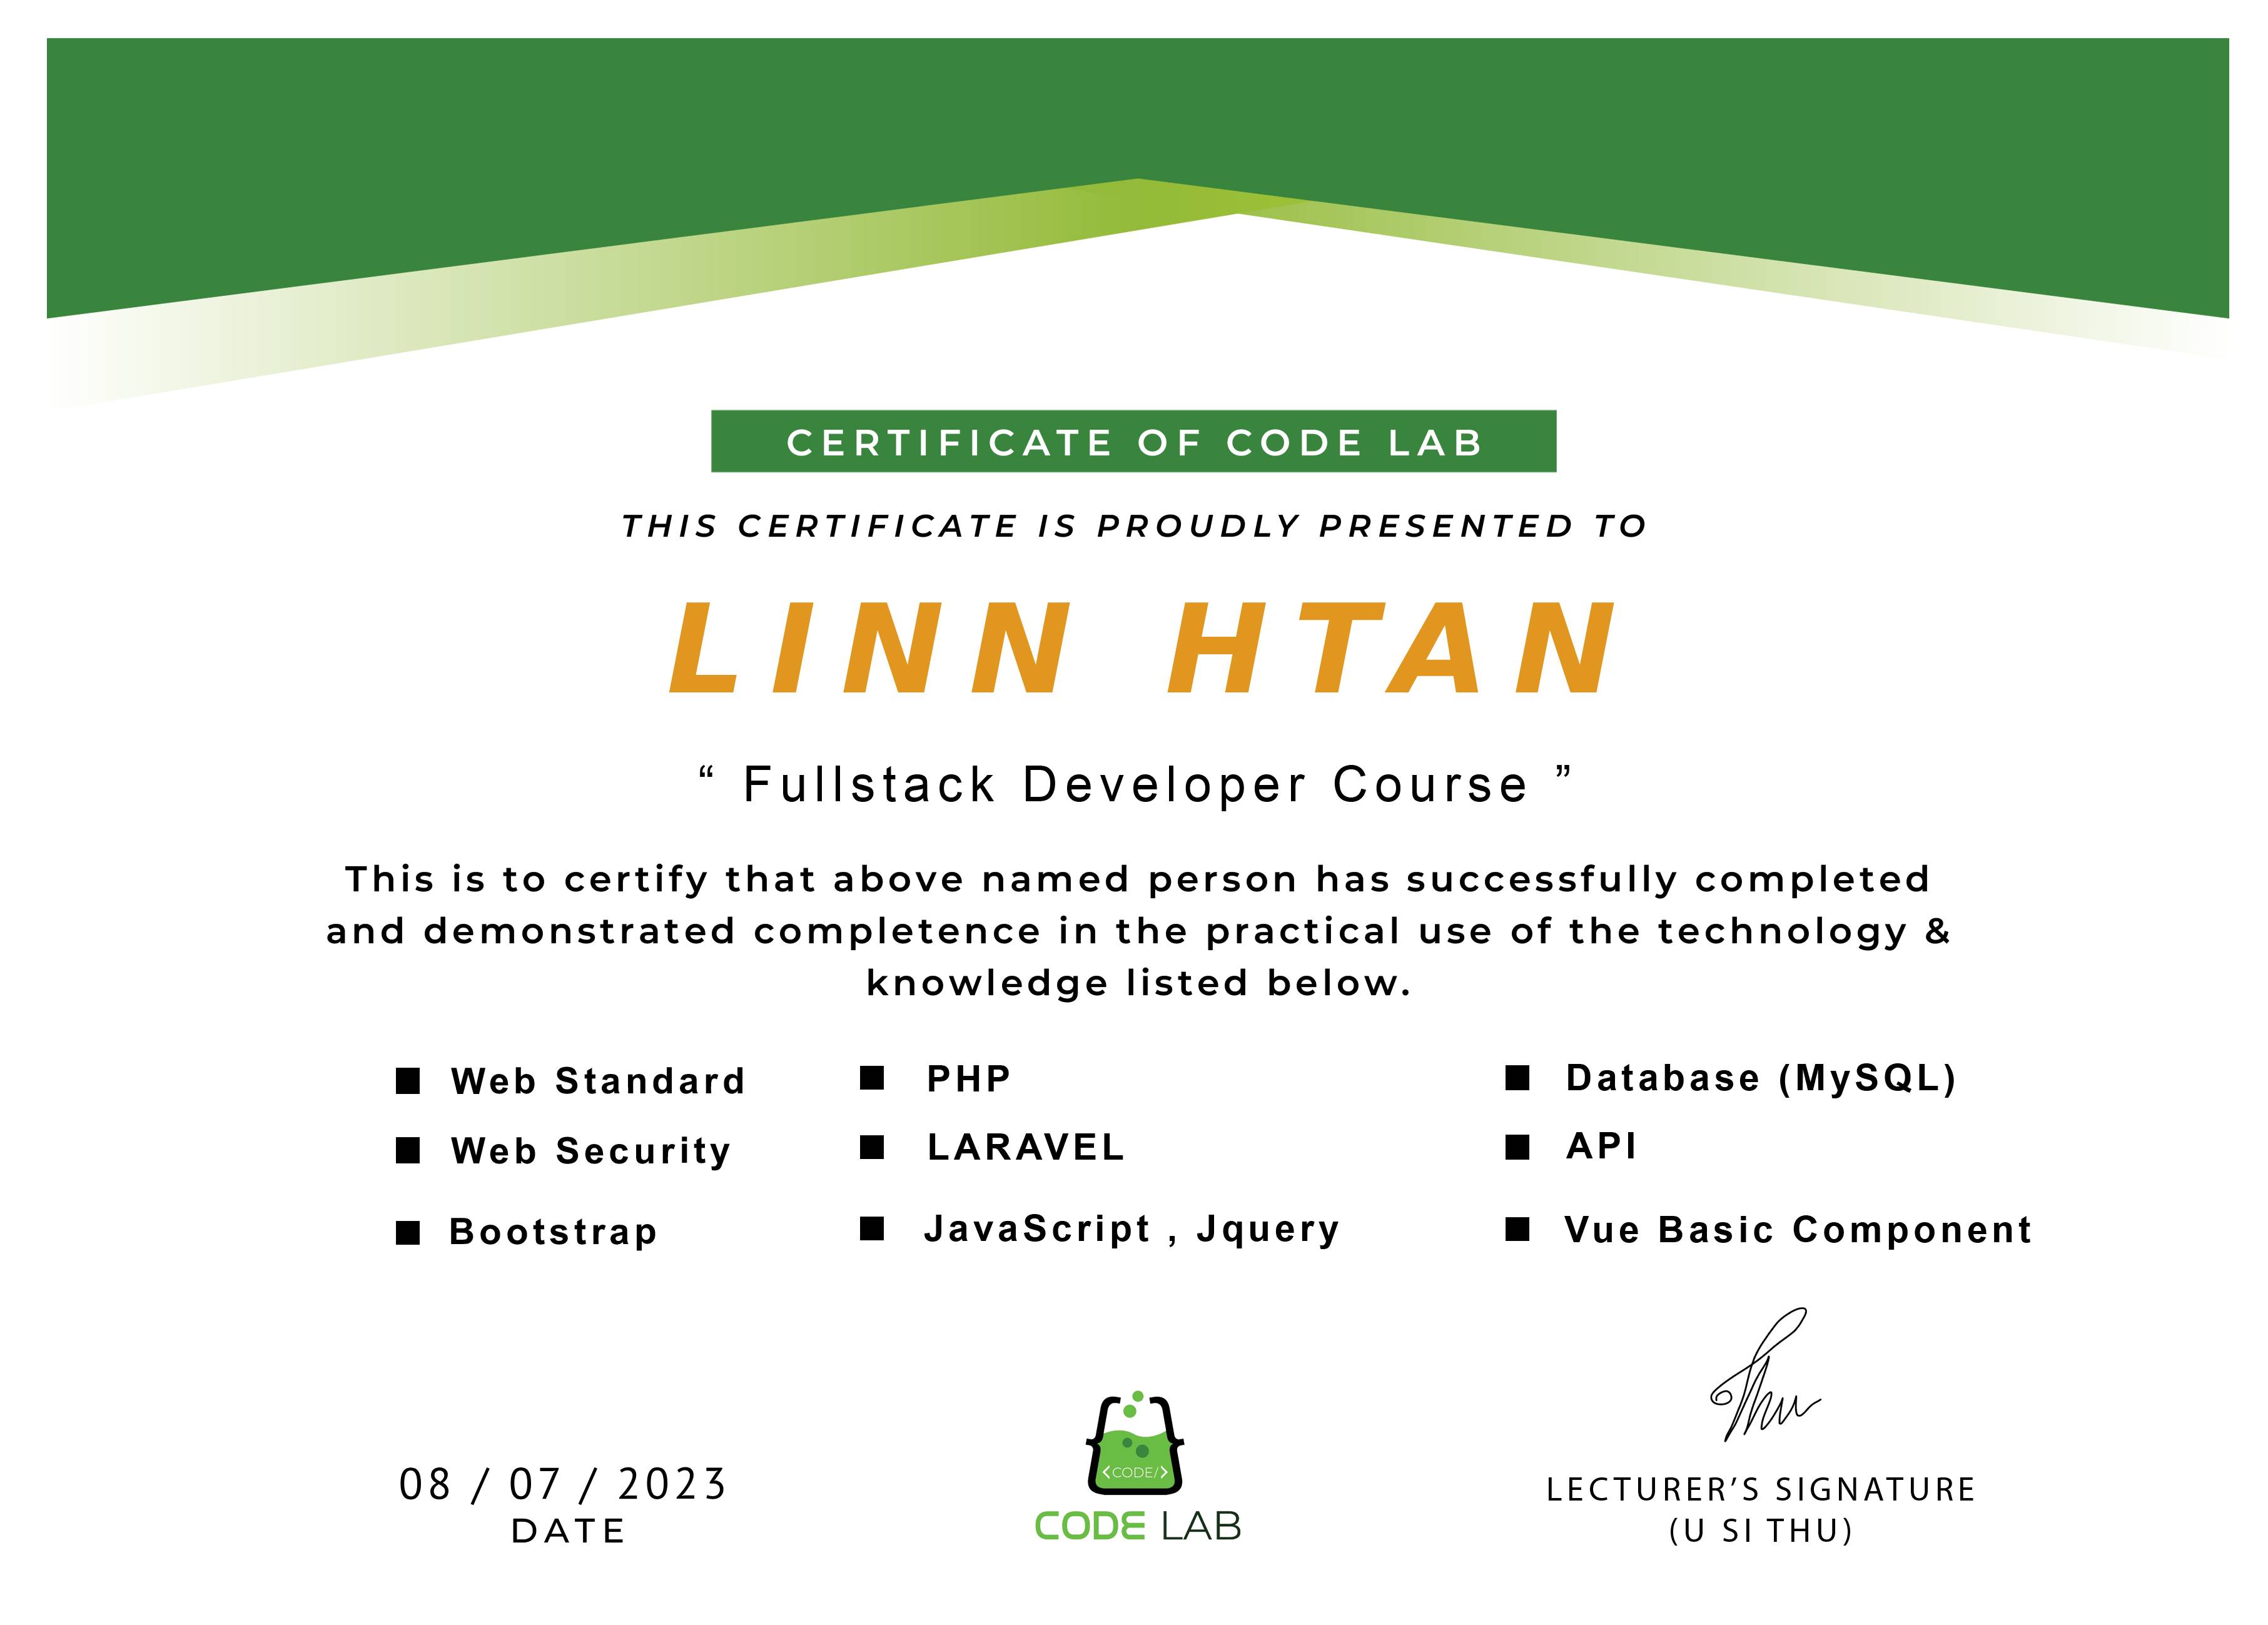 CERTIFICATE OF CODE LAB
THIS CERTIFICATE IS PROUDLY PRESENTED TO
LINN HTAN
“ Fullstack Developer Course ”
This is to certify that above named person has successfully completed
and demonstrated completence in the practical use of the technology &
knowledge listed below.
■ Web Standard
■ Web Security
■ Bootstrap
■ PHP
■ LARAVEL
■ JavaScript , Jquery
■ Database (MySQL)
■ API
■ Vue Basic Component
08 / 07 / 2023
DATE
<CODE/>
CODE LAB
Thu
LECTURER’S SIGNATURE
(U SI THU)